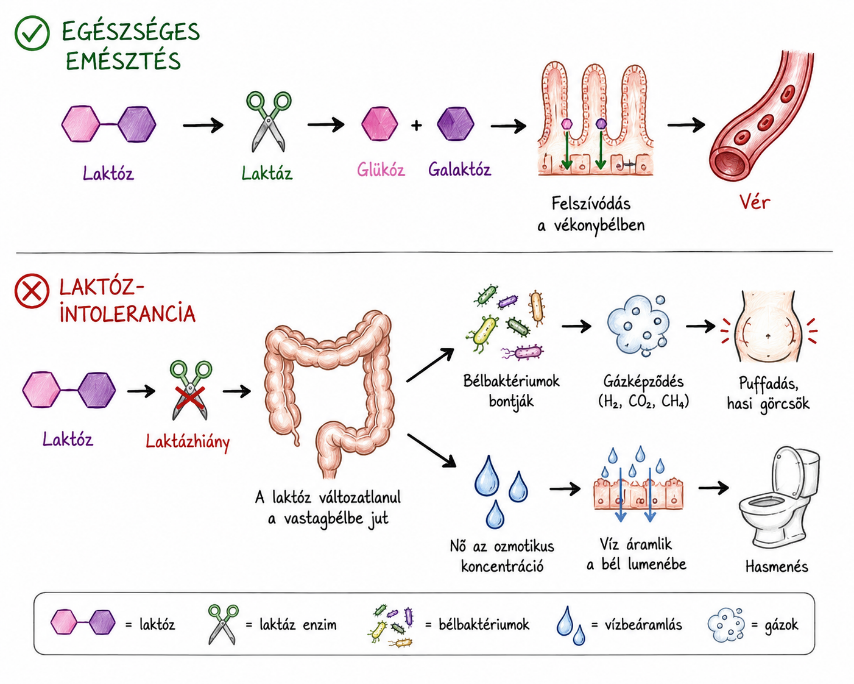 EGÉSZSÉGES
EMÉSZTÉS
Laktóz
Laktáz
Glükóz
+
Galaktóz
Felszívódás
a vékonybélben
Vér
LAKTÓZ-
INTOLERANCIA
Laktóz
Laktázhiány
A laktóz változatlanul
a vastagbélbe jut
Bélbaktériumok
bontják
Gázképződés
(H₂, CO₂, CH₄)
Puffadás,
hasi görcsök
Nő az ozmotikus
koncentráció
Víz áramlik
a bél lumenébe
Hasmenés
= laktóz
= laktáz enzim
= bélbaktériumok
= vízbeáramlás
= gázok